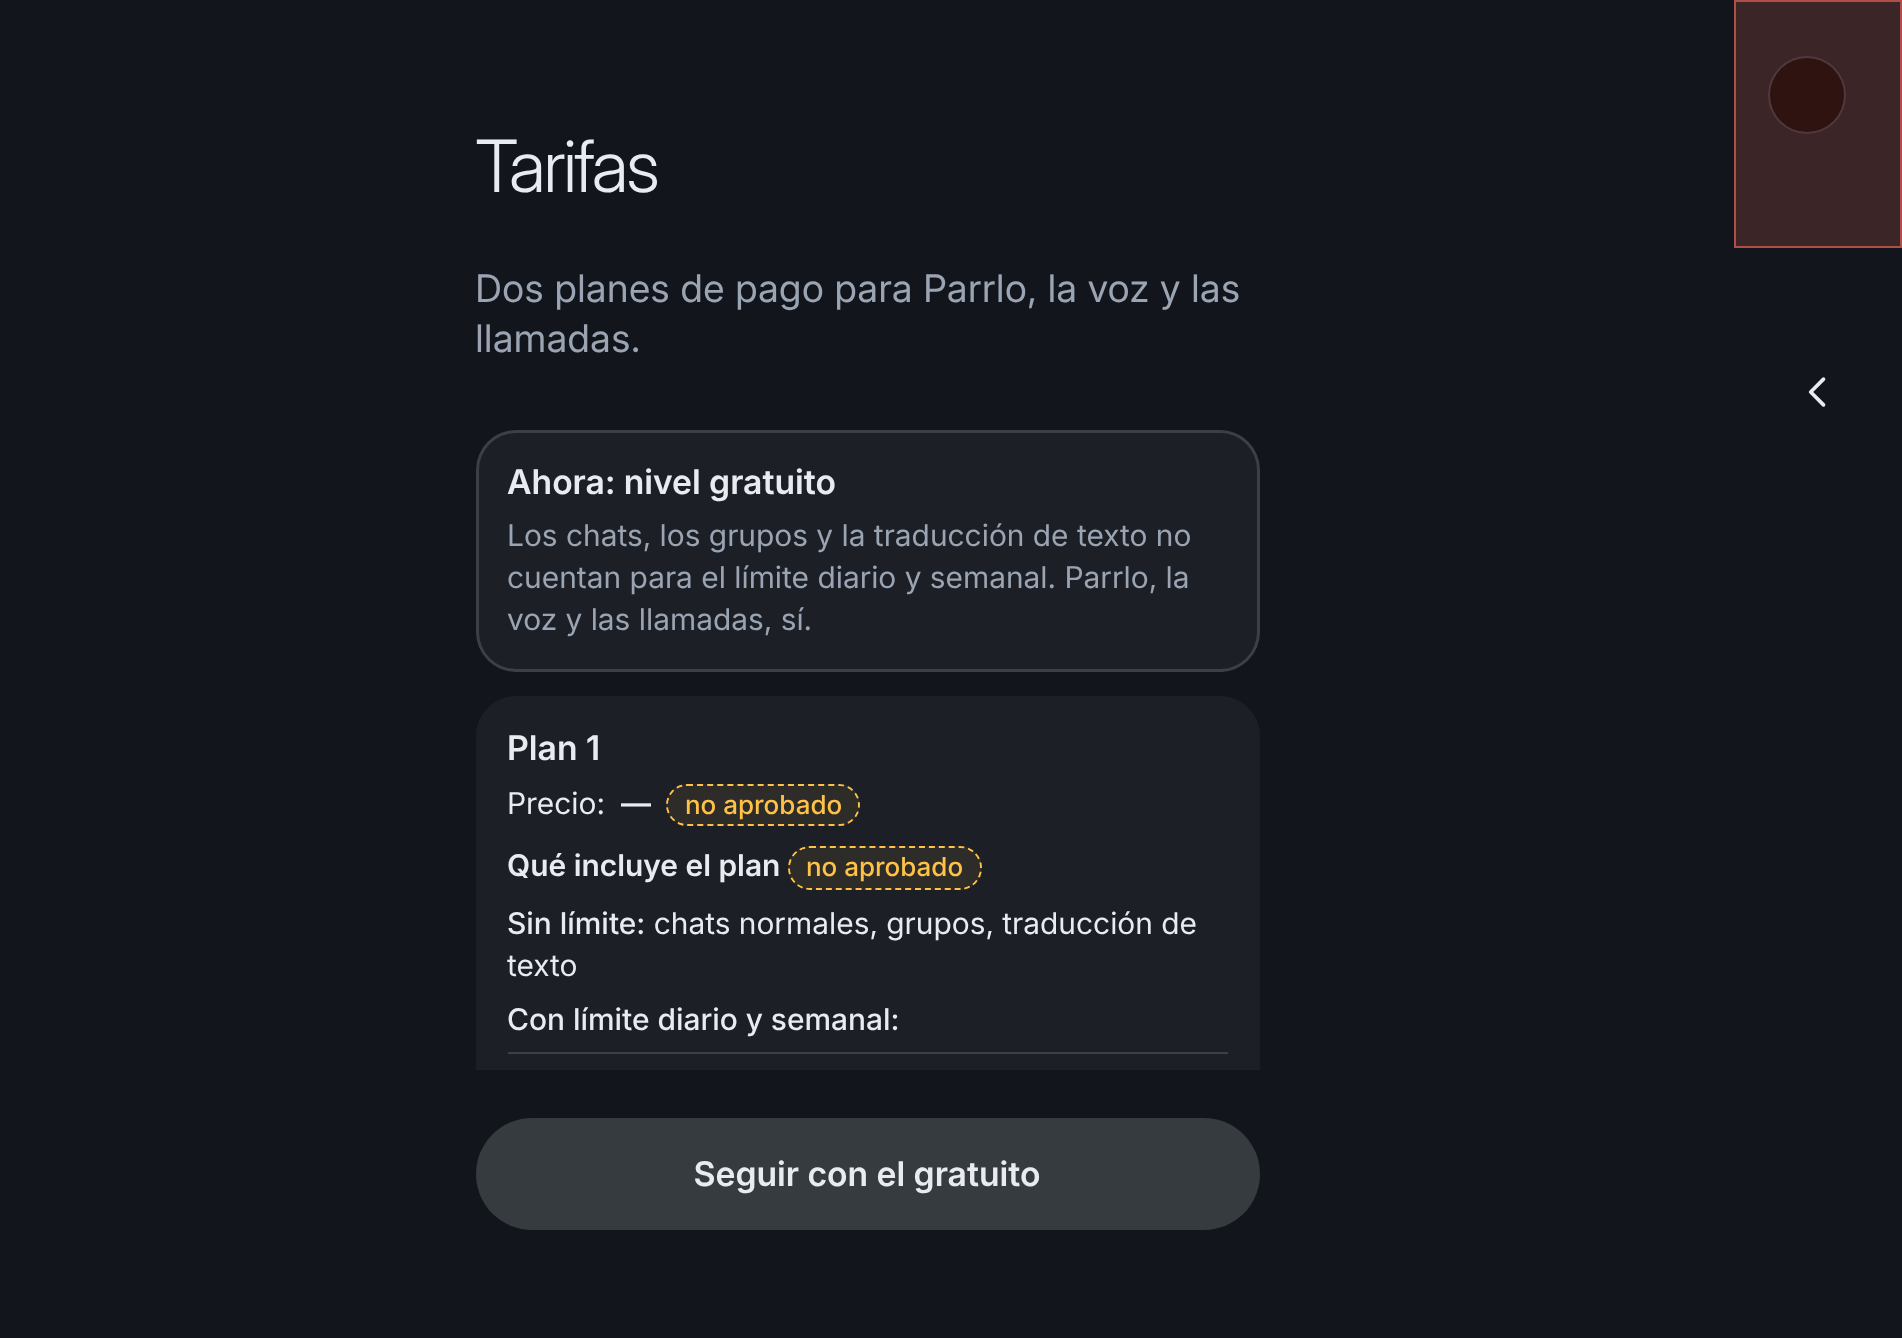 Tarifas
Dos planes de pago para Parrlo, la voz y las
llamadas.
Ahora: nivel gratuito
Los chats, los grupos y la traducción de texto no
cuentan para el límite diario y semanal. Parrlo, la
voz y las llamadas, sí.
Plan 1
Precio: — no aprobado
Qué incluye el plan no aprobado
Sin límite: chats normales, grupos, traducción de
texto
Con límite diario y semanal:
Seguir con el gratuito